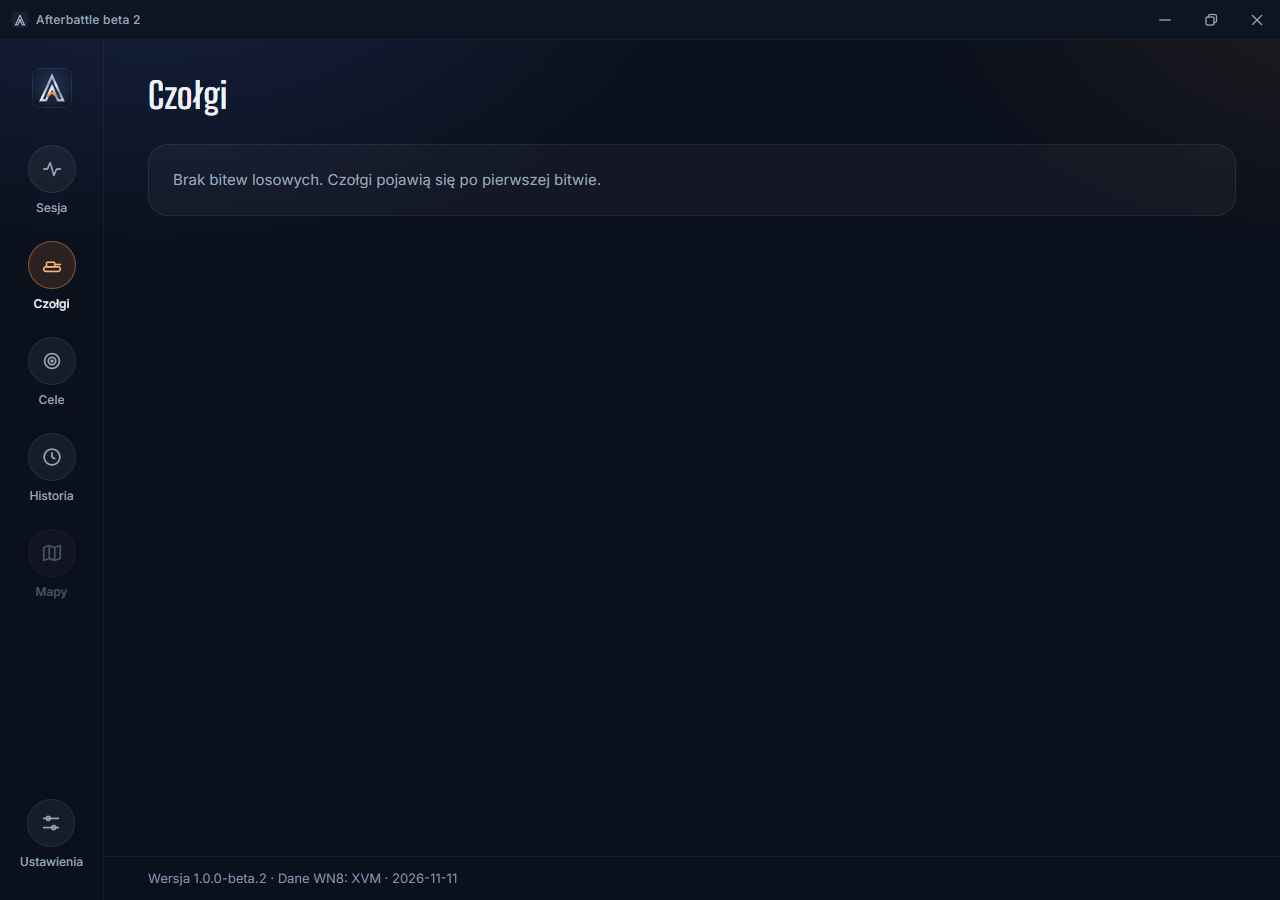 Afterbattle beta 2
Czołgi
Brak bitew losowych. Czołgi pojawią się po pierwszej bitwie.
Sesja
Czołgi
Cele
Historia
Mapy
Ustawienia
Wersja 1.0.0-beta.2 · Dane WN8: XVM · 2026-11-11